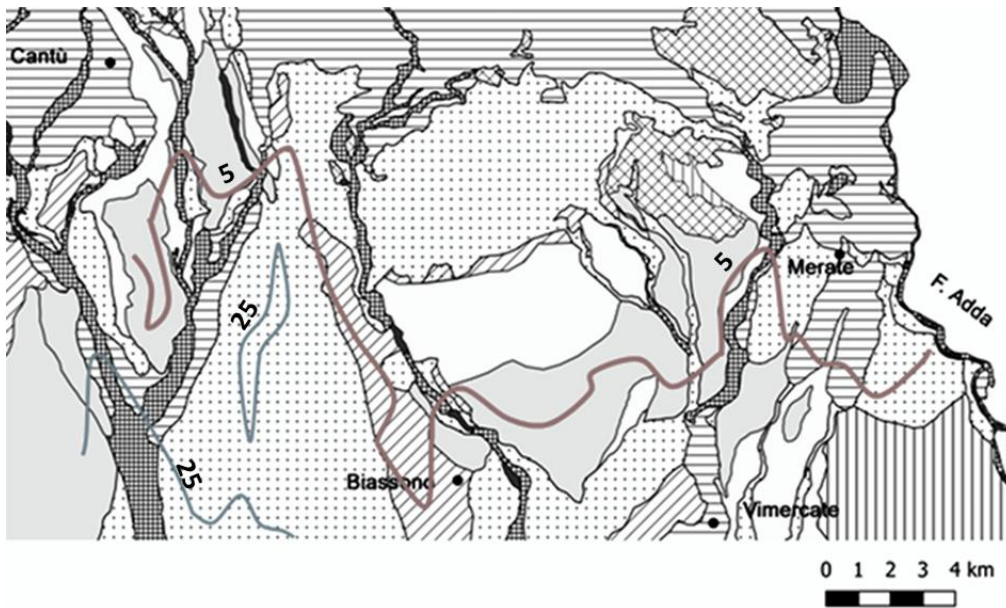 Cantù
5
5
Merate
F. Adda
25
25
Biassono
Vimercate
0 1 2 3 4 km